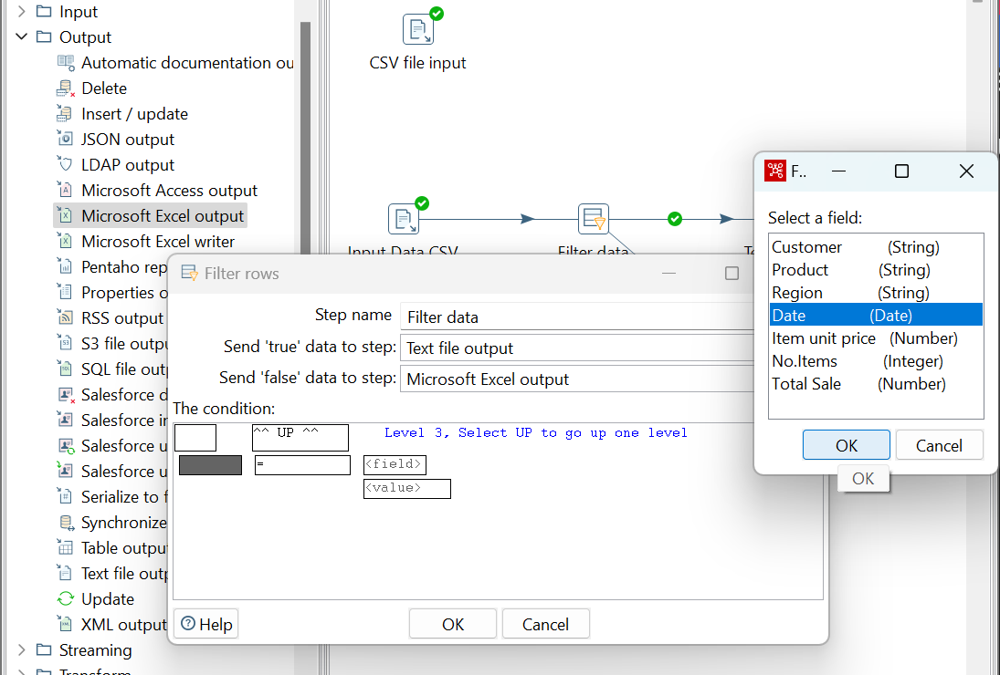 Input
Output
Automatic documentation ou
Delete
Insert / update
JSON output
LDAP output
Microsoft Access output
Microsoft Excel output
Microsoft Excel writer
Pentaho rep
Properties o
RSS output
S3 file outpu
SQL file out
Salesforce d
Salesforce in
Salesforce u
Salesforce u
Serialize to f
Synchronize
Table outpu
Text file outp
Update
XML output
Streaming
Transform
CSV file input
Input Data CSV
Filter data
Filter rows
Step name
Filter data
Send 'true' data to step:
Text file output
Send 'false' data to step:
Microsoft Excel output
The condition:
^^ UP ^^
Level 3, Select UP to go up one level
=
<field>
<value>
Help
OK
Cancel
F..
Select a field:
Customer (String)
Product (String)
Region (String)
Date (Date)
Item unit price (Number)
No.Items (Integer)
Total Sale (Number)
OK
Cancel
OK